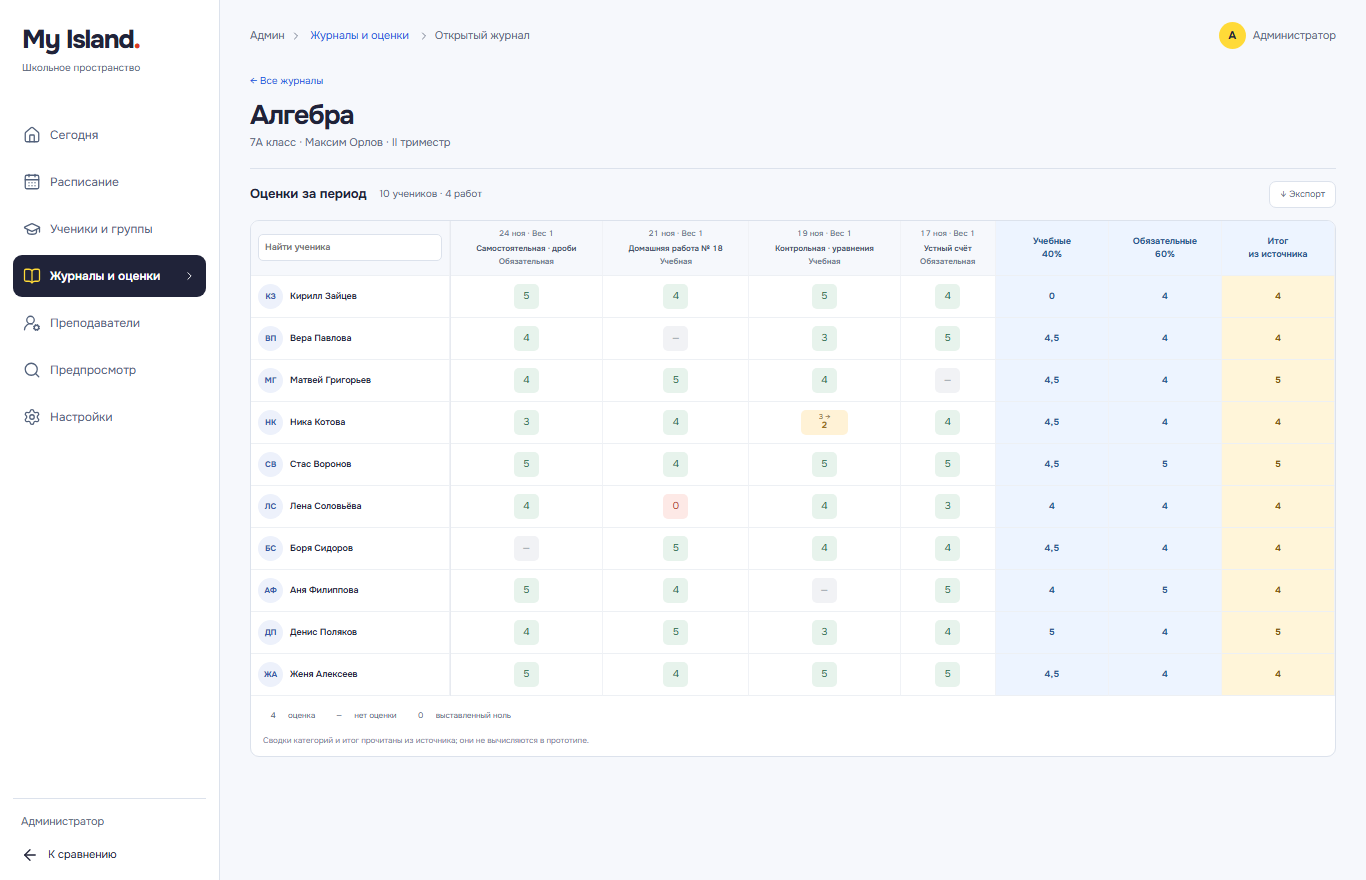 My Island.
Школьное пространство
Сегодня
Расписание
Ученики и группы
Журналы и оценки
Преподаватели
Предпросмотр
Настройки
Администратор
К сравнению
Админ > Журналы и оценки > Открытый журнал
А Администратор
← Все журналы
Алгебра
7А класс · Максим Орлов · II триместр
Оценки за период 10 учеников · 4 работ
↓ Экспорт
Найти ученика
24 ноя · Вес 1
Самостоятельная · дроби
Обязательная
21 ноя · Вес 1
Домашняя работа № 18
Учебная
19 ноя · Вес 1
Контрольная · уравнения
Учебная
17 ноя · Вес 1
Устный счёт
Обязательная
Учебные
40%
Обязательные
60%
Итог
из источника
КЗ Кирилл Зайцев 5 4 5 4 0 4 4
ВП Вера Павлова 4 – 3 5 4,5 4 4
МГ Матвей Григорьев 4 5 4 – 4,5 4 5
НК Ника Котова 3 4 3 → 2 4 4,5 4 4
СВ Стас Воронов 5 4 5 5 4,5 5 5
ЛС Лена Соловьёва 4 0 4 3 4 4 4
БС Боря Сидоров – 5 4 4 4,5 4 4
АФ Аня Филиппова 5 4 – 5 4 5 4
ДП Денис Поляков 4 5 3 4 5 4 5
ЖА Женя Алексеев 5 4 5 5 4,5 4 4
4 оценка – нет оценки 0 выставленный ноль
Сводки категорий и итог прочитаны из источника; они не вычисляются в прототипе.